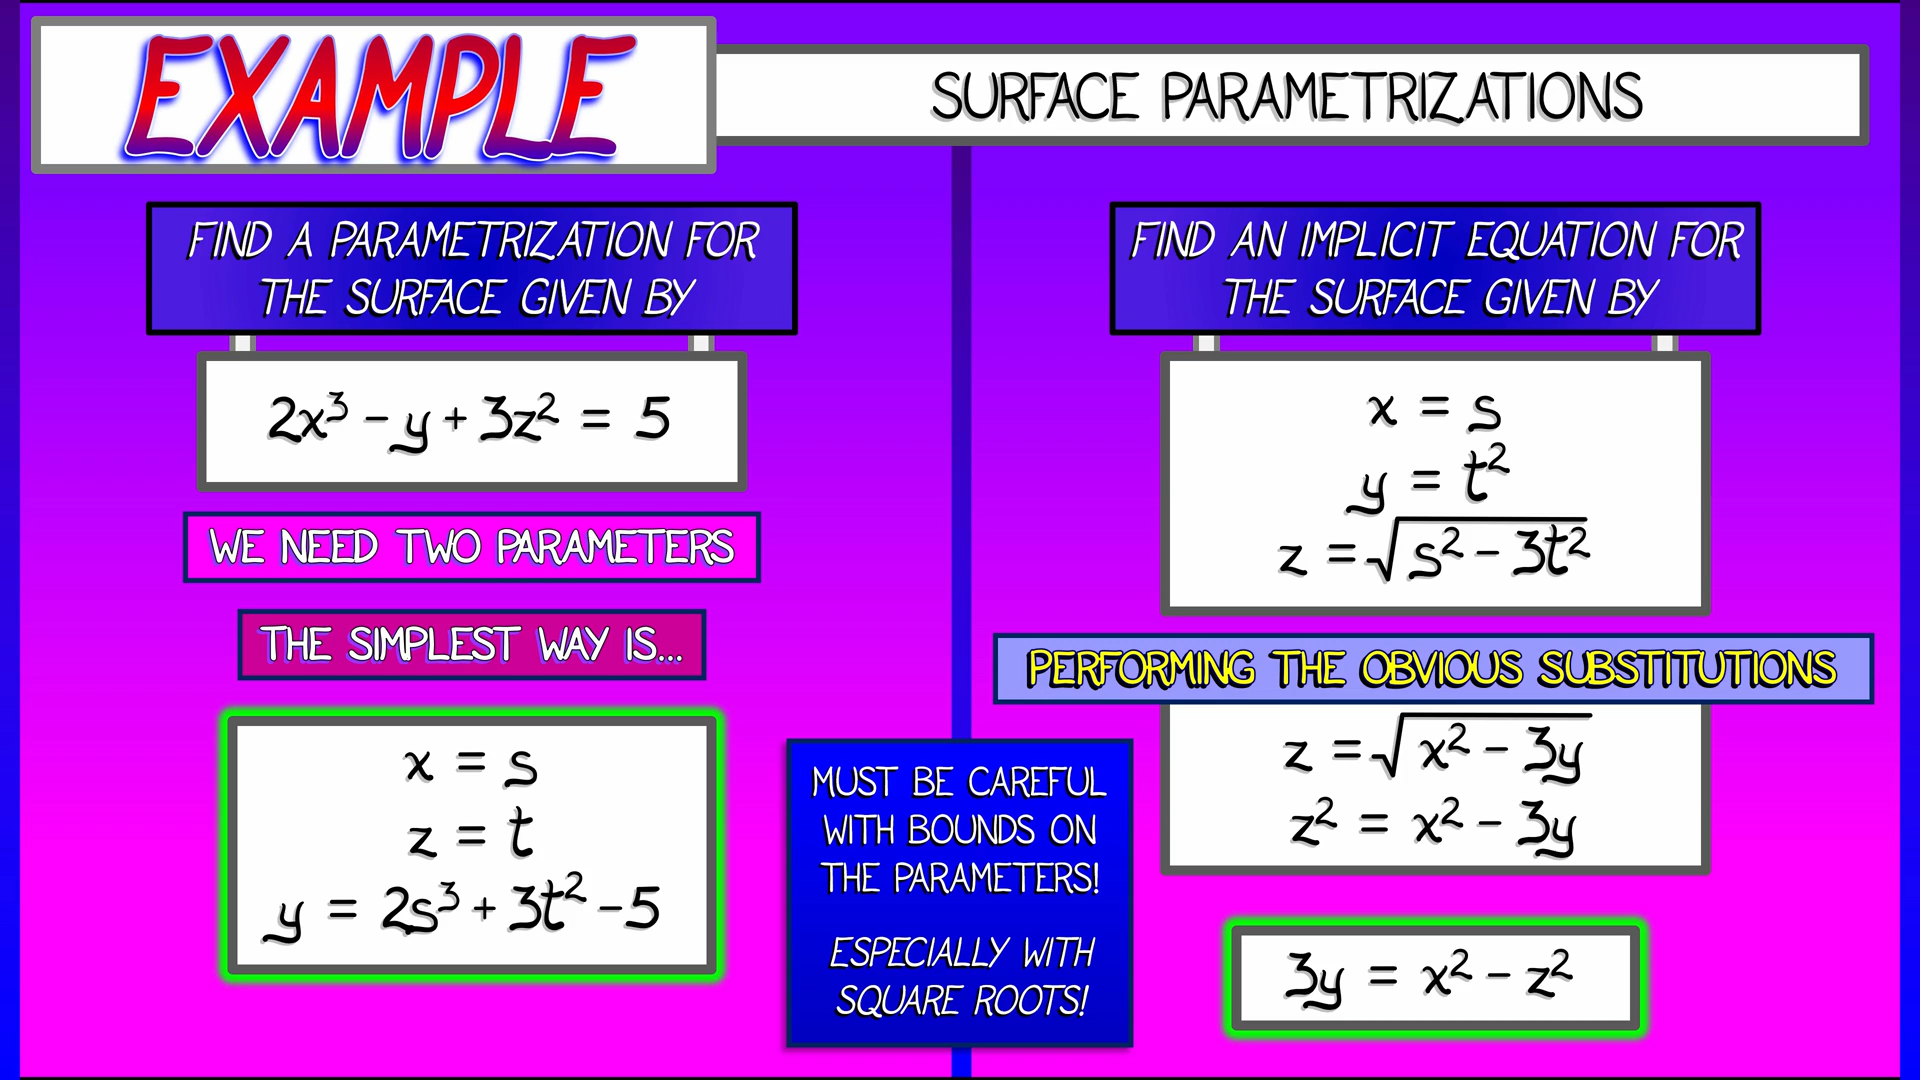 EXAMPLE
SURFACE PARAMETRIZATIONS
FIND A PARAMETRIZATION FOR
THE SURFACE GIVEN BY
2x³ - y + 3z² = 5
WE NEED TWO PARAMETERS
THE SIMPLEST WAY IS...
x = s
z = t
y = 2s³ + 3t² - 5
MUST BE CAREFUL
WITH BOUNDS ON
THE PARAMETERS!
ESPECIALLY WITH
SQUARE ROOTS!
FIND AN IMPLICIT EQUATION FOR
THE SURFACE GIVEN BY
x = s
y = t²
z = √(s² - 3t²)
PERFORMING THE OBVIOUS SUBSTITUTIONS
z = √(x² - 3y)
z² = x² - 3y
3y = x² - z²